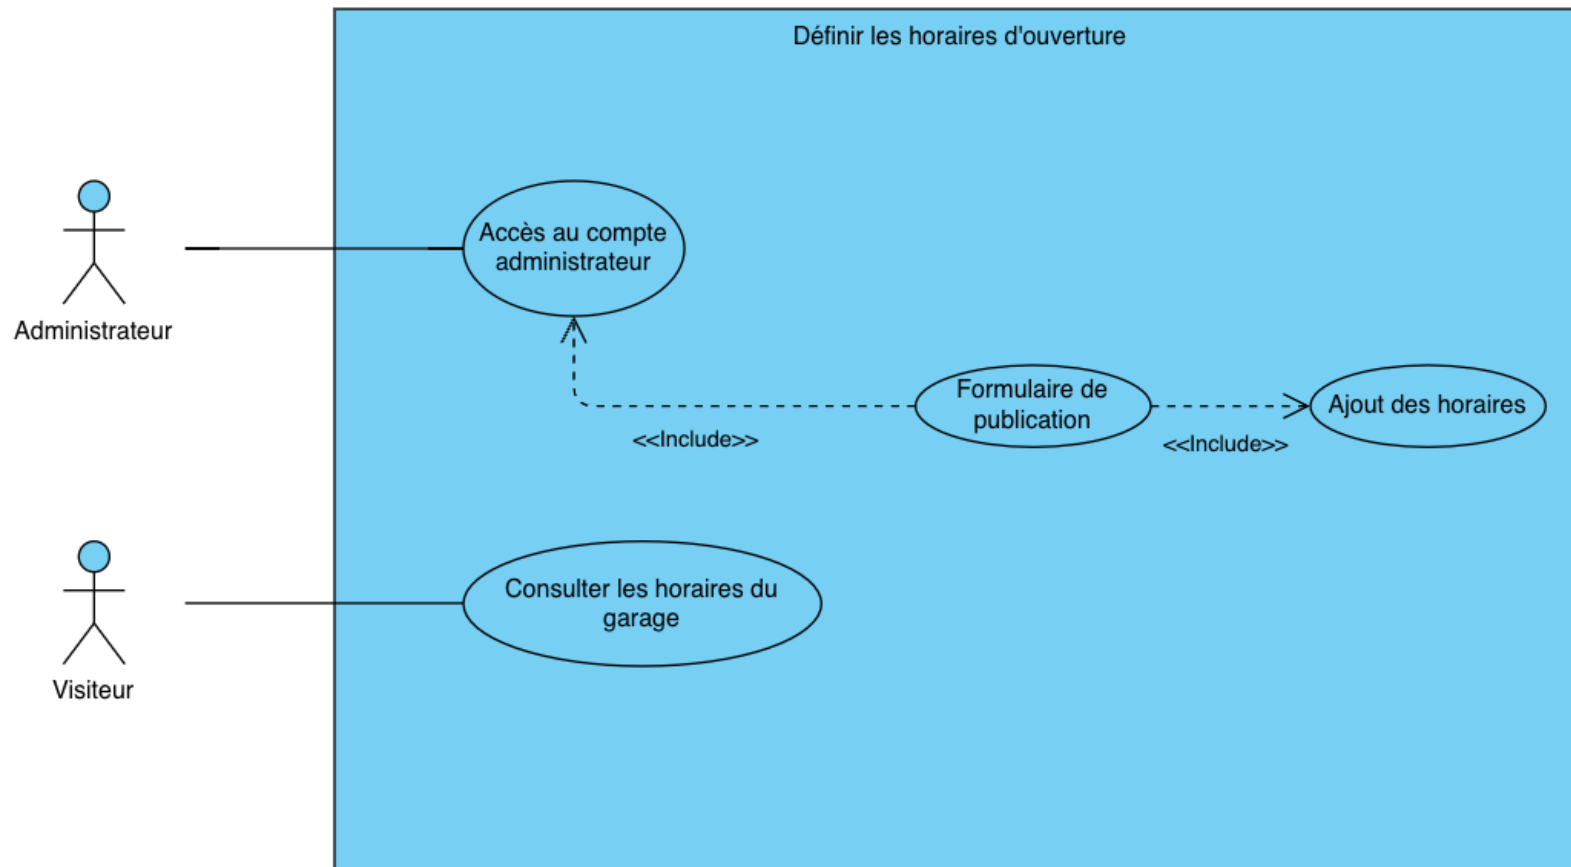 Définir les horaires d'ouverture
Accès au compte
administrateur
Administrateur
Formulaire de
publication
Ajout des horaires
<<Include>>
<<Include>>
Consulter les horaires du
garage
Visiteur